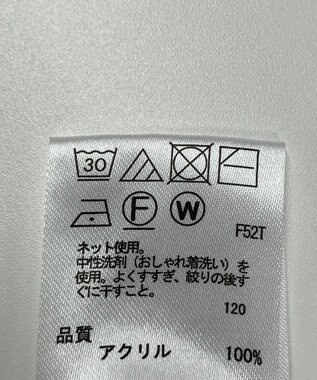 30
F W
F52T
ネット使用。
中性洗剤（おしゃれ着洗い）を
使用。よくすすぎ、絞りの後す
ぐに干すこと。
120
品質
アクリル 100%